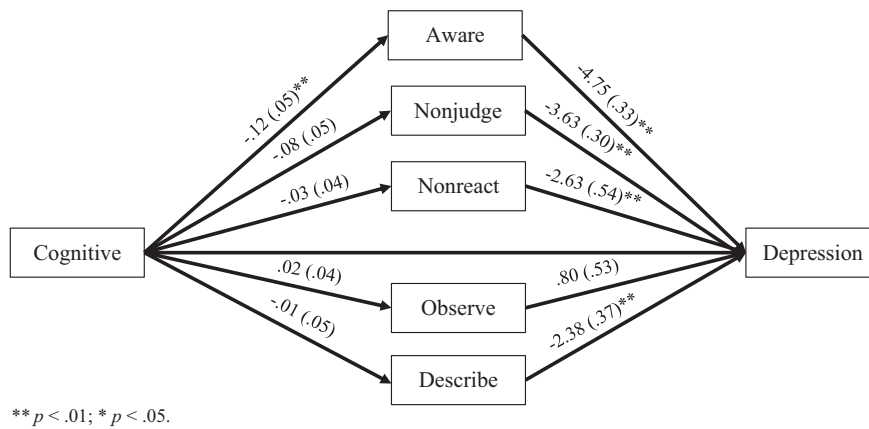 Aware
-.12 (.05)**
-4.75 (.33)**
Nonjudge
-.08 (.05)
-3.63 (.30)**
Nonreact
-.03 (.04)
-2.63 (.54)**
Cognitive
Depression
.02 (.04)
.80 (.53)
Observe
-.01 (.05)
-2.38 (.37)**
Describe
** p < .01; * p < .05.